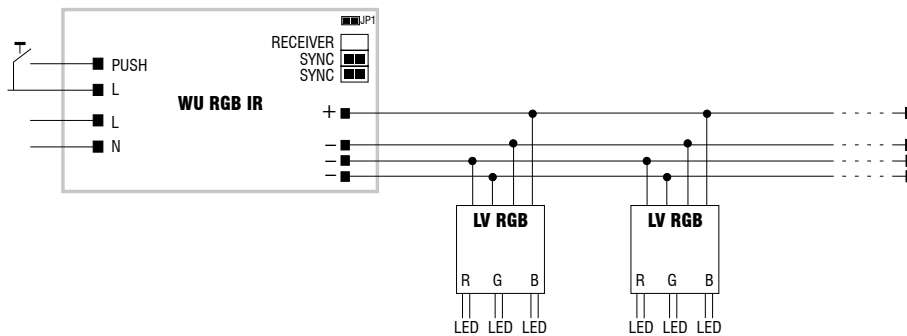 JP1
RECEIVER
SYNC
SYNC
PUSH
L
WU RGB IR
L
N
+
–
–
–
LV RGB LV RGB
R G B R G B
LED LED LED LED LED LED